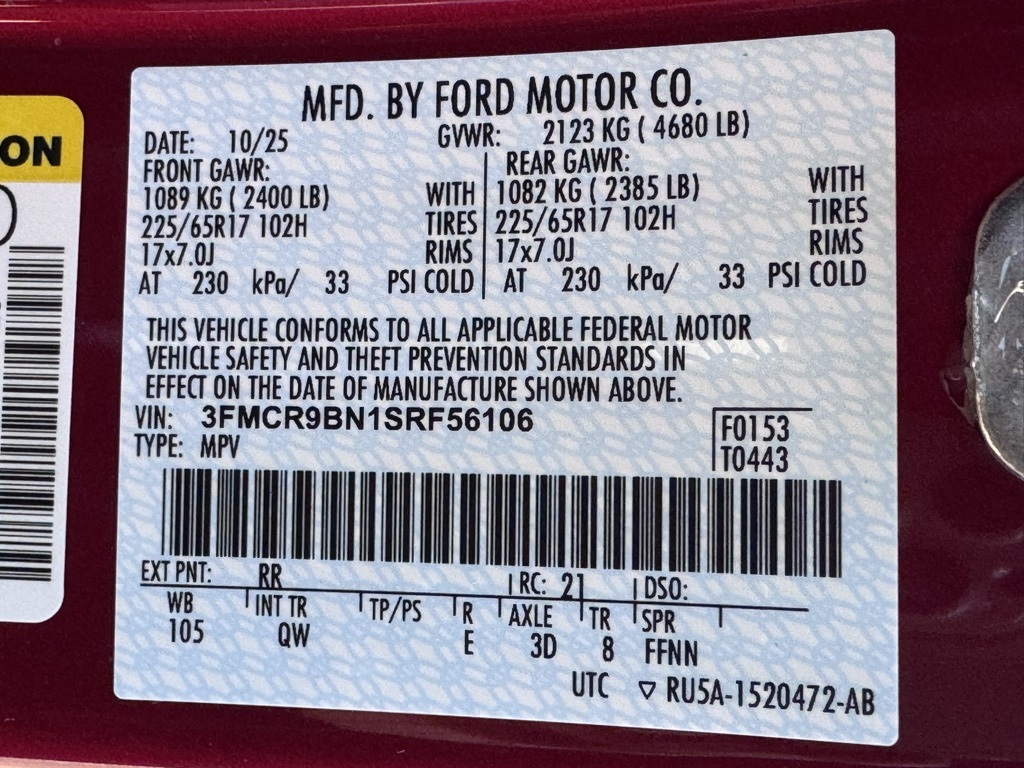 ON
MFD. BY FORD MOTOR CO.
DATE: 10/25 GVWR: 2123 KG ( 4680 LB)
FRONT GAWR: REAR GAWR:
1089 KG ( 2400 LB) WITH 1082 KG ( 2385 LB) WITH
225/65R17 102H TIRES 225/65R17 102H TIRES
17x7.0J RIMS 17x7.0J RIMS
AT 230 kPa/ 33 PSI COLD AT 230 kPa/ 33 PSI COLD
THIS VEHICLE CONFORMS TO ALL APPLICABLE FEDERAL MOTOR
VEHICLE SAFETY AND THEFT PREVENTION STANDARDS IN
EFFECT ON THE DATE OF MANUFACTURE SHOWN ABOVE.
VIN: 3FMCR9BN1SRF56106 F0153
TYPE: MPV T0443
EXT PNT: RR RC: 21 DSO:
WB INT TR TP/PS R AXLE TR SPR
105 QW E 3D 8 FFNN
UTC ▽ RU5A-1520472-AB